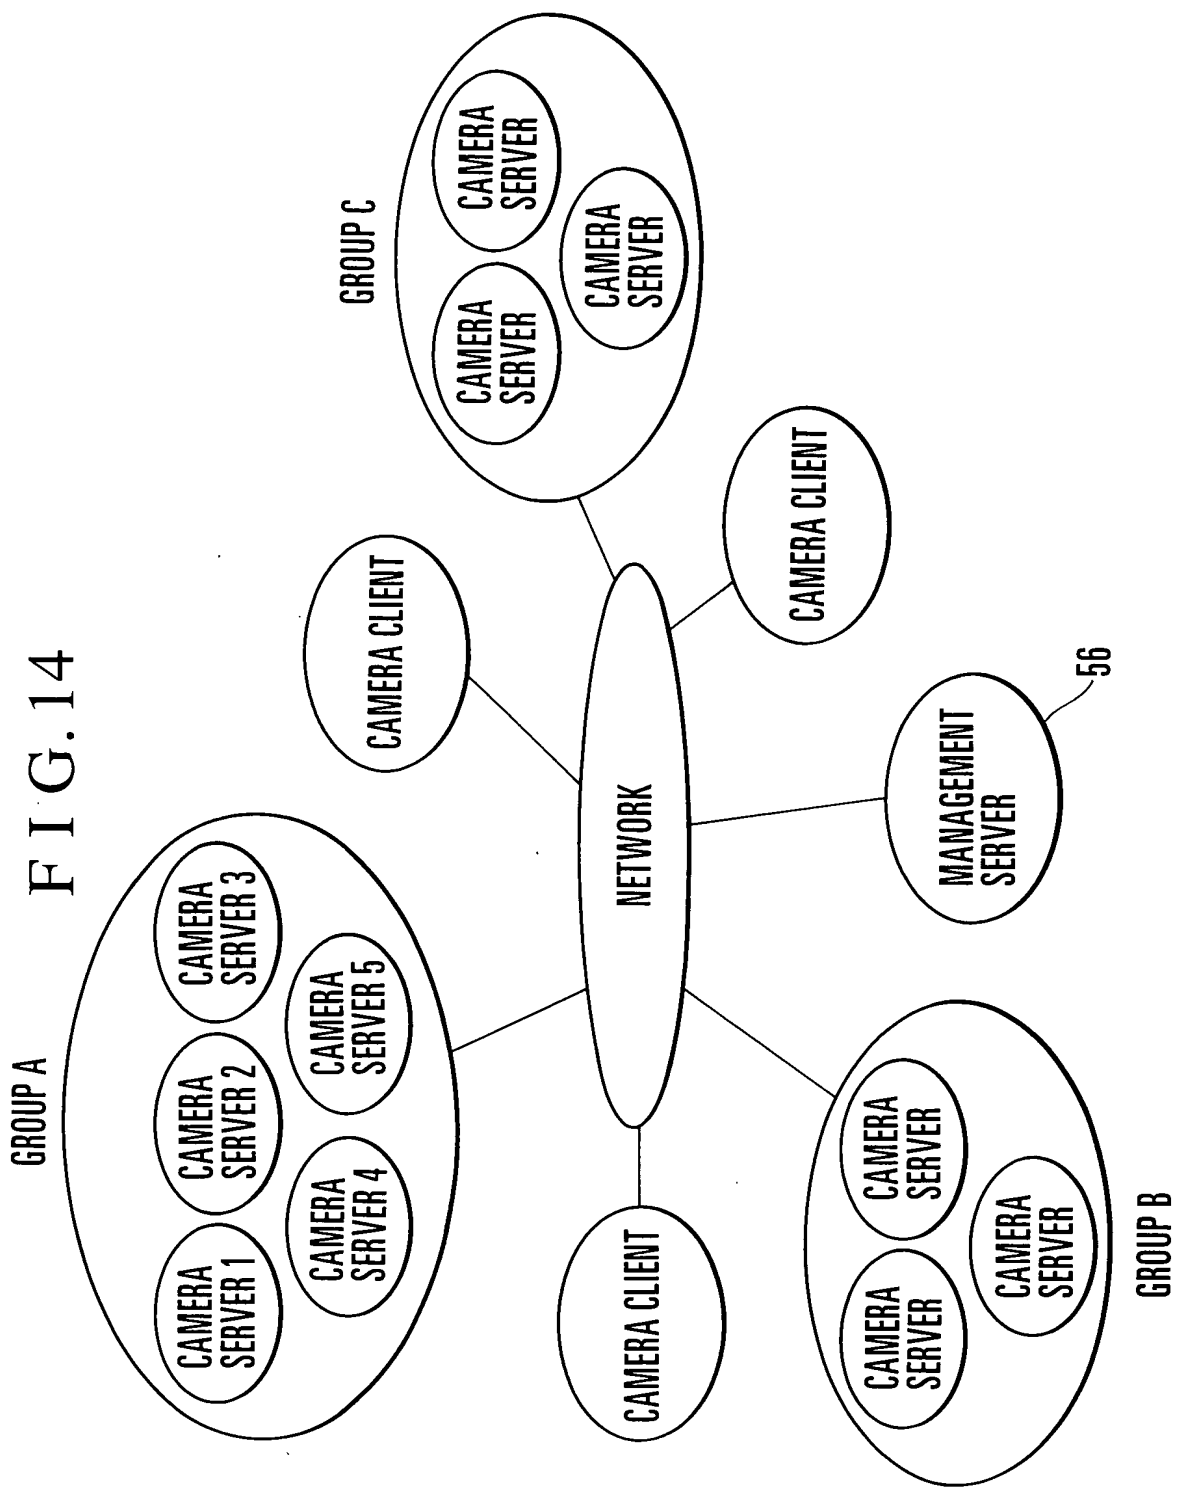 FIG.14
GROUP A
CAMERA
SERVER 1
CAMERA
SERVER 2
CAMERA
SERVER 3
CAMERA
SERVER 4
CAMERA
SERVER 5
CAMERA CLIENT
GROUP C
CAMERA
SERVER
CAMERA
SERVER
CAMERA
SERVER
CAMERA CLIENT
NETWORK
CAMERA CLIENT
CAMERA
SERVER
CAMERA
SERVER
CAMERA
SERVER
GROUP B
MANAGEMENT
SERVER
56